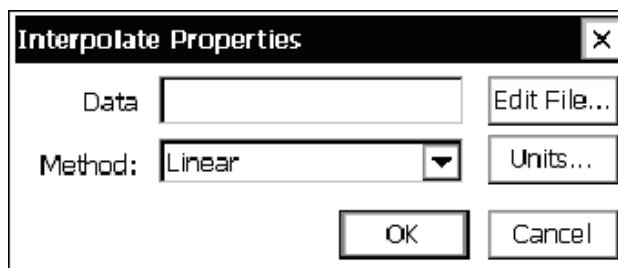 Interpolate Properties
Data
Edit File...
Method: Linear
Units...
OK
Cancel